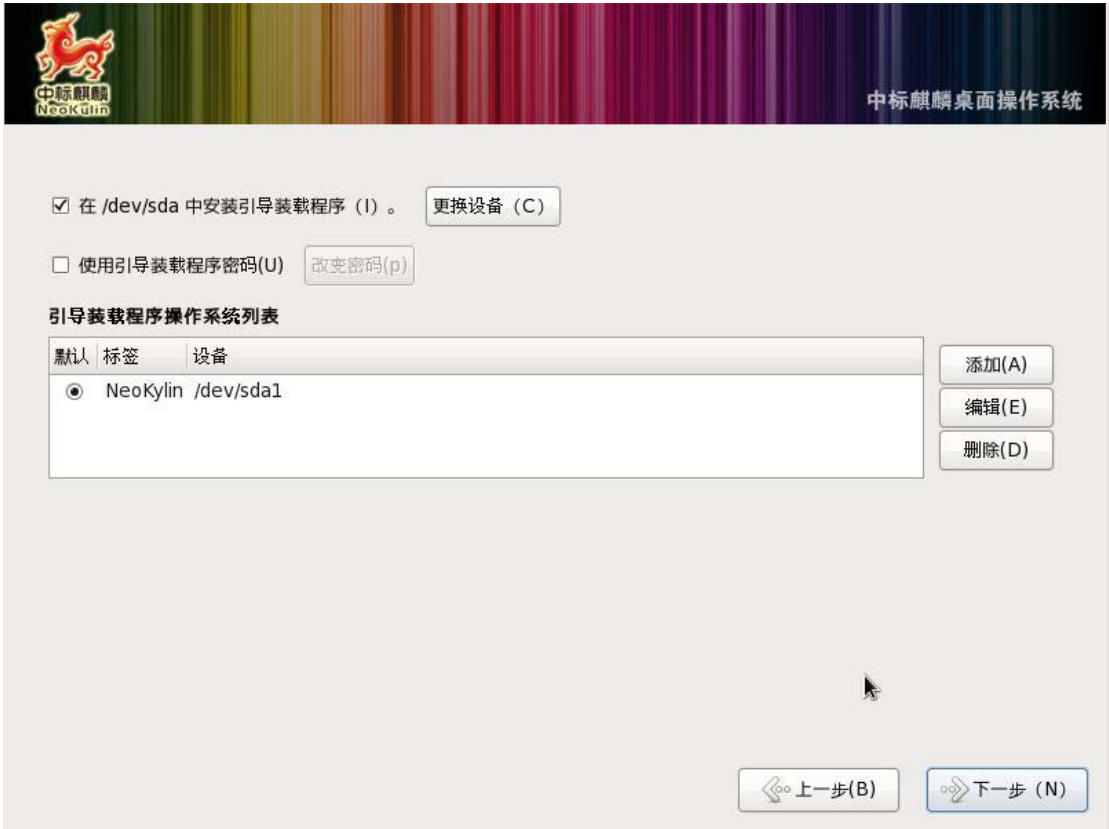 中标麒麟
NeoKylin
中标麒麟桌面操作系统
在 /dev/sda 中安装引导装载程序（I）。 更换设备（C）
使用引导装载程序密码(U) 改变密码(p)
引导装载程序操作系统列表
默认 标签 设备
NeoKylin /dev/sda1
添加(A)
编辑(E)
删除(D)
上一步(B) 下一步（N）